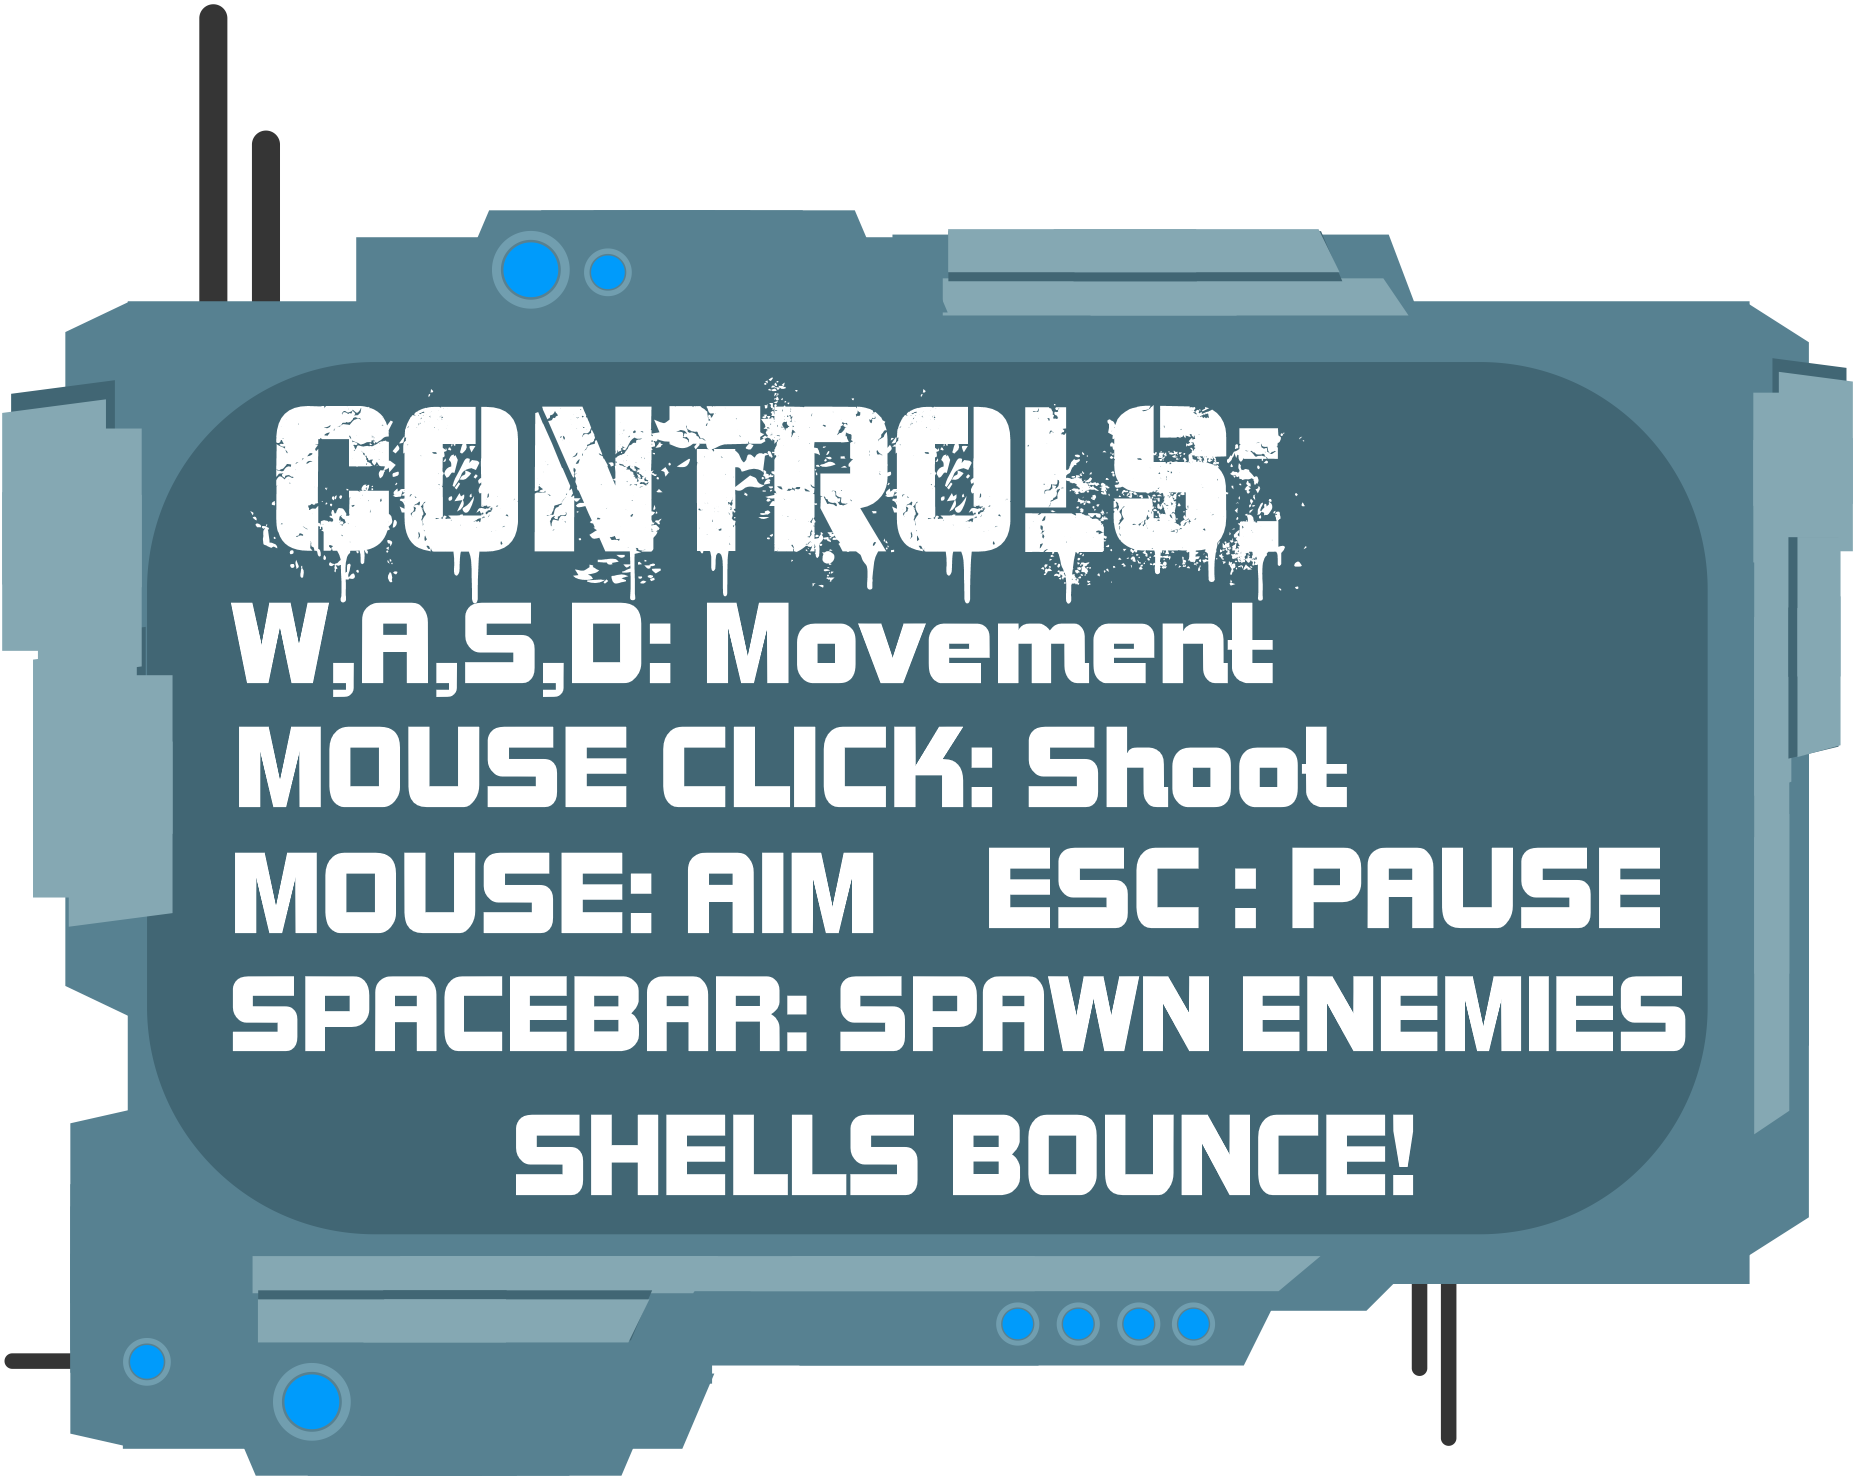 CONTROLS:
W,A,S,D: Movement
MOUSE CLICK: Shoot
MOUSE: AIM ESC : PAUSE
SPACEBAR: SPAWN ENEMIES
SHELLS BOUNCE!